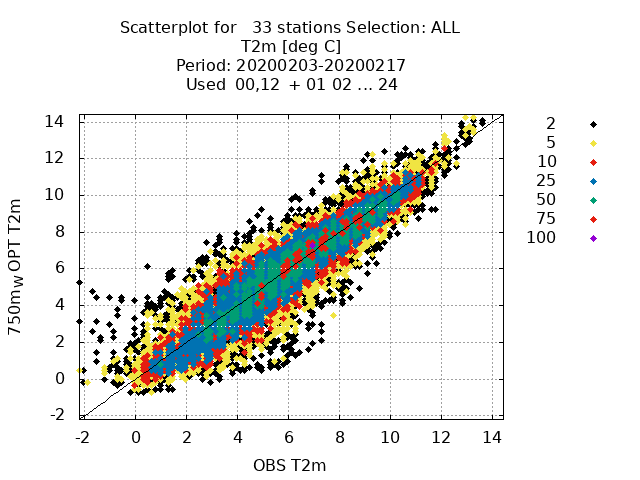 Scatterplot for   33 stations Selection: ALL
T2m [deg C]
Period: 20200203-20200217
Used  00,12  + 01 02 ... 24
2
5
10
25
50
75
100
750mw OPT T2m
14
12
10
8
6
4
2
0
-2
-2 0 2 4 6 8 10 12 14
OBS T2m